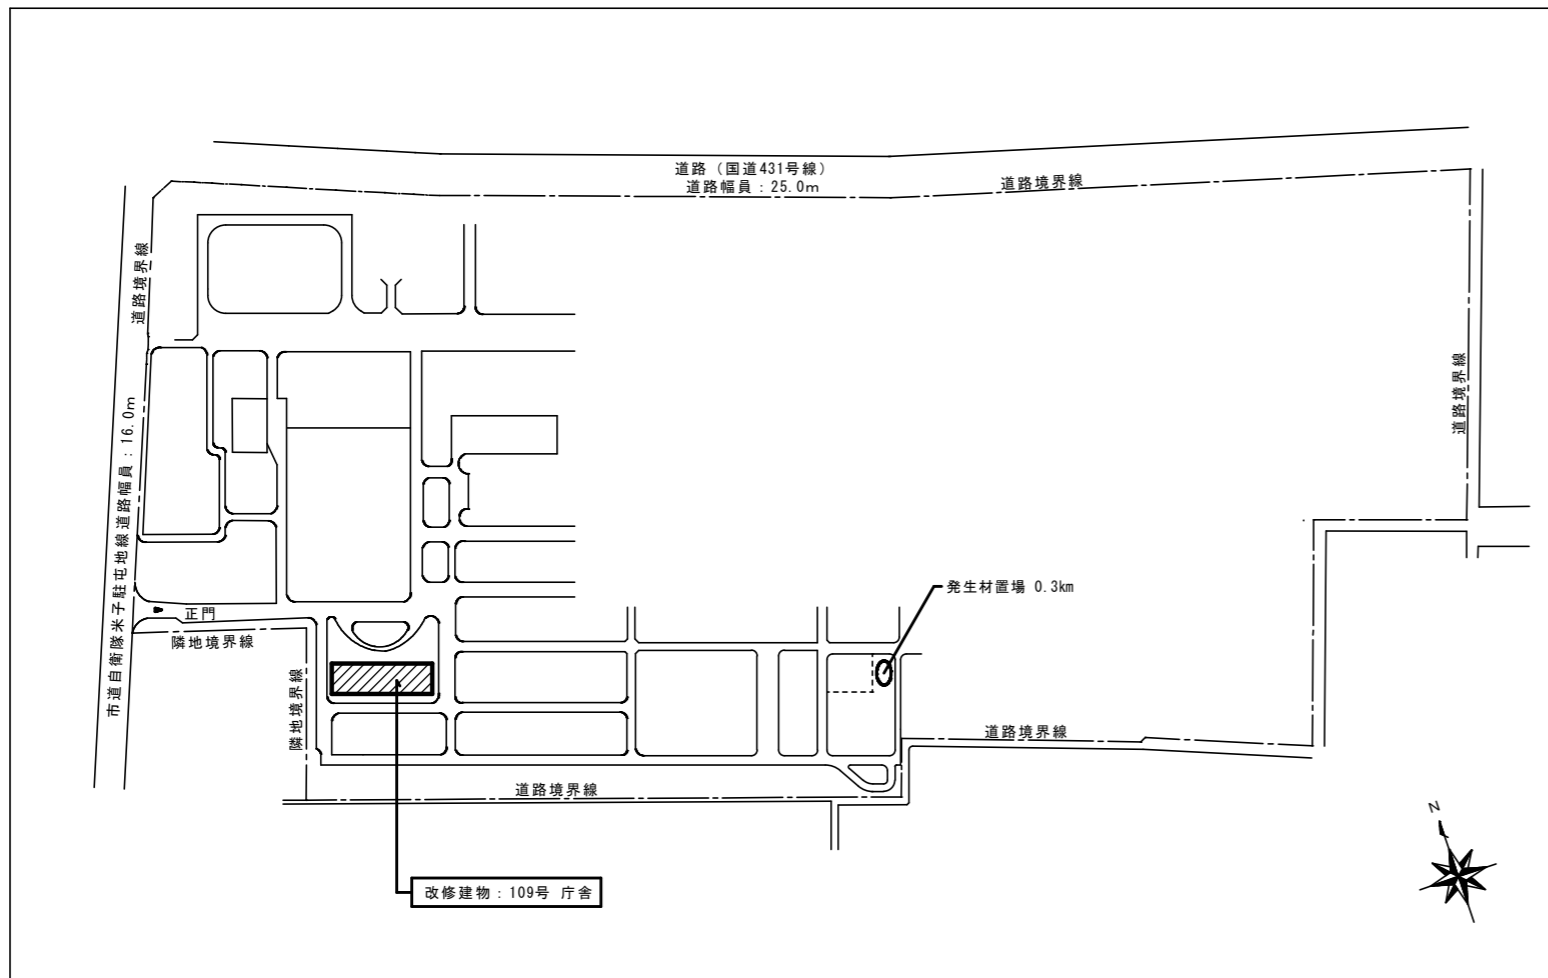 道路（国道431号線）
道路幅員：25.0m
道路境界線
道路境界線
市道自衛隊米子駐屯地線道路幅員：16.0m
道路境界線
発生材置場 0.3km
正門
隣地境界線
隣地境界線
道路境界線
道路境界線
N
改修建物：109号 庁舎